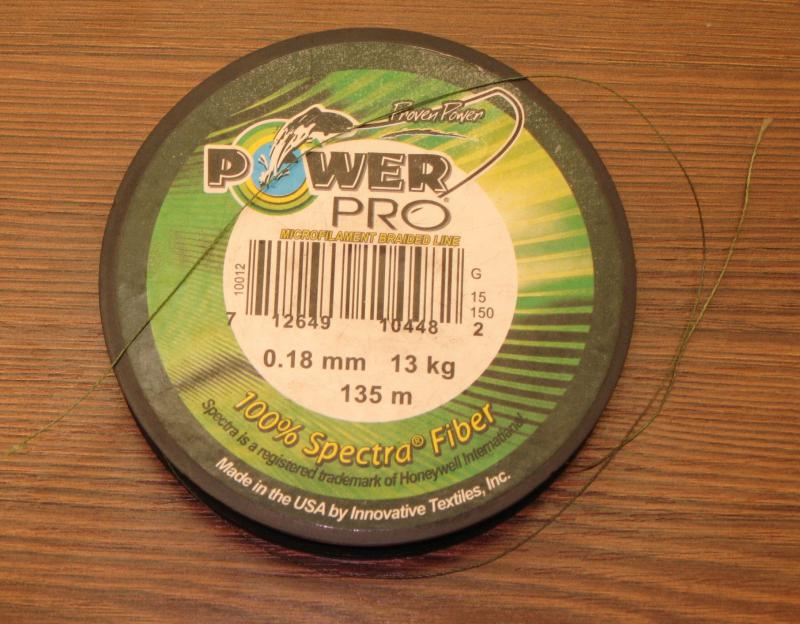 Proven Power
POWER
PRO®
MICROFILAMENT BRAIDED LINE
10012
G
15
150
7 12649 10448 2
0.18 mm 13 kg
135 m
100% Spectra® Fiber
Spectra is a registered trademark of Honeywell International
Made in the USA by Innovative Textiles, Inc.